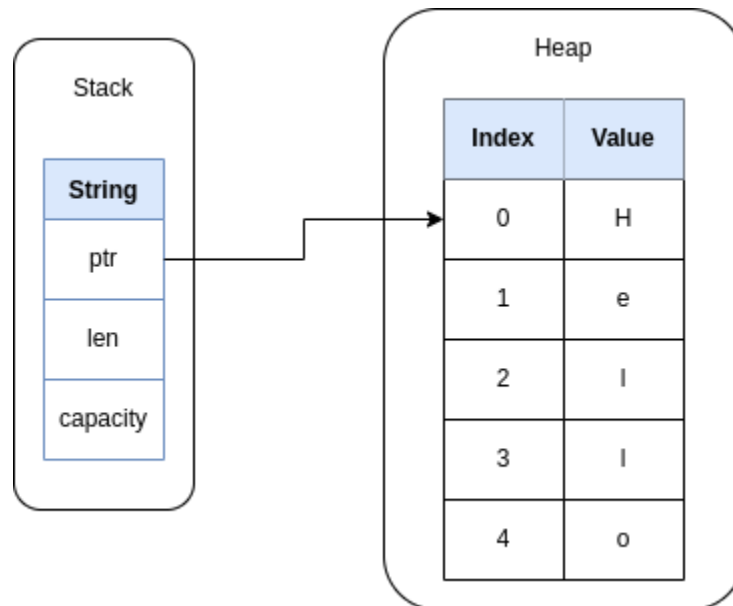 Stack
String
ptr
len
capacity
Heap
Index Value
0 H
1 e
2 l
3 l
4 o